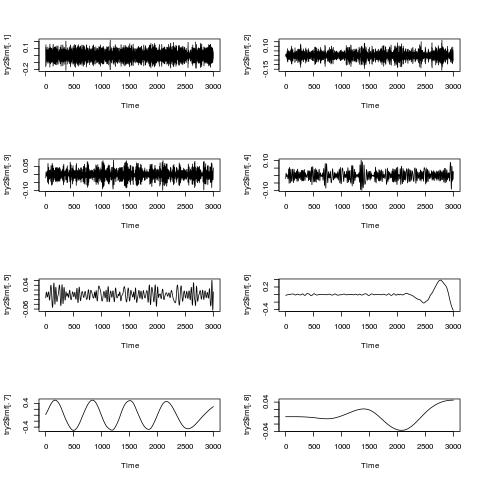 try2$imf[, 1]
-0.2 0.1
0 500 1000 1500 2000 2500 3000
Time
try2$imf[, 2]
-0.15 0.10
0 500 1000 1500 2000 2500 3000
Time
try2$imf[, 3]
-0.10 0.05
0 500 1000 1500 2000 2500 3000
Time
try2$imf[, 4]
-0.10 0.10
0 500 1000 1500 2000 2500 3000
Time
try2$imf[, 5]
-0.06 0.04
0 500 1000 1500 2000 2500 3000
Time
try2$imf[, 6]
-0.4 0.2
0 500 1000 1500 2000 2500 3000
Time
try2$imf[, 7]
-0.4 0.4
0 500 1000 1500 2000 2500 3000
Time
try2$imf[, 8]
-0.04 0.04
0 500 1000 1500 2000 2500 3000
Time